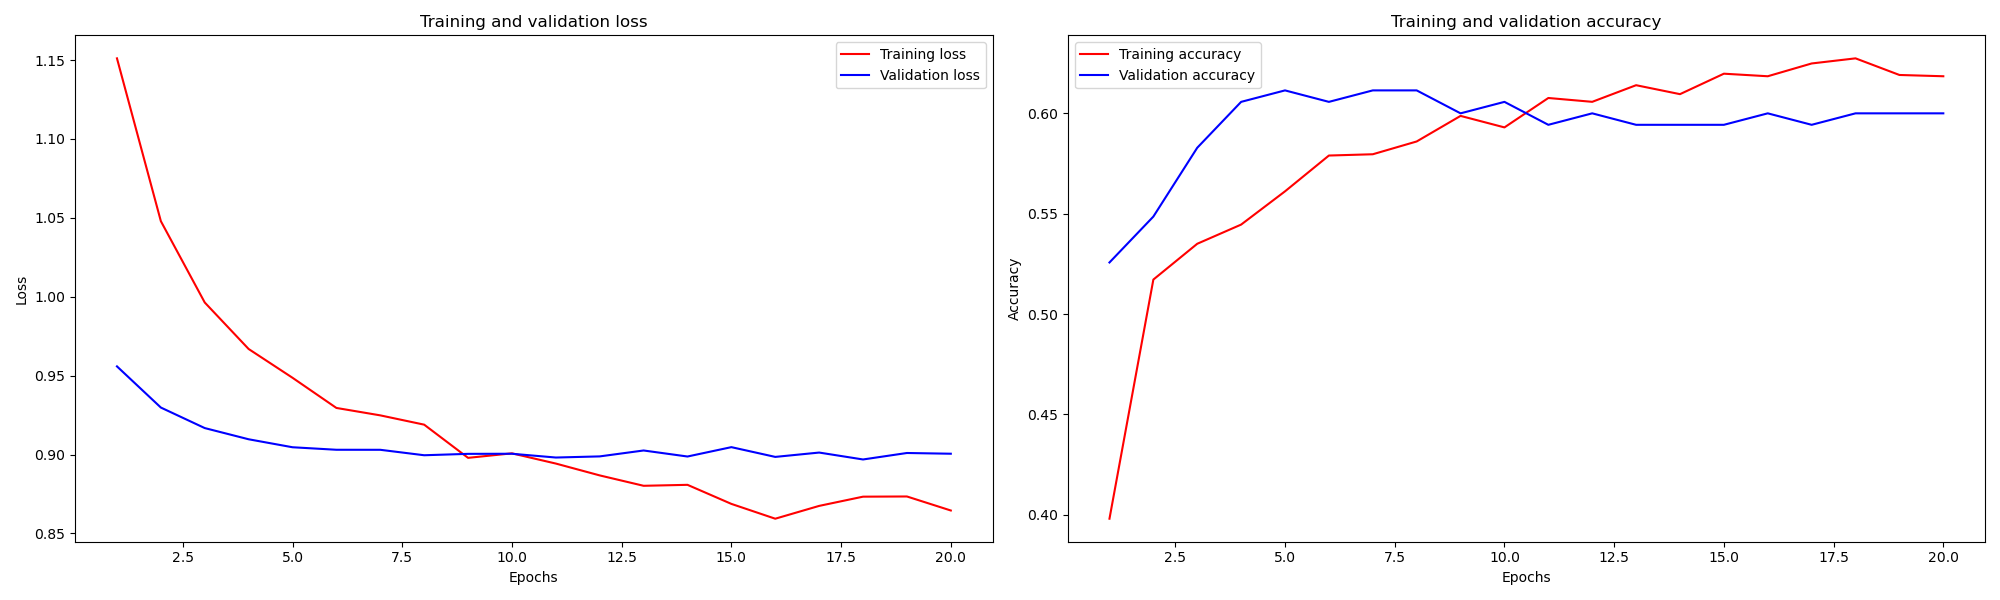 Training and validation loss
Training loss
Validation loss
1.15
1.10
1.05
1.00
0.95
0.90
0.85
Loss
2.5 5.0 7.5 10.0 12.5 15.0 17.5 20.0
Epochs
Training and validation accuracy
Training accuracy
Validation accuracy
0.60
0.55
0.50
0.45
0.40
Accuracy
2.5 5.0 7.5 10.0 12.5 15.0 17.5 20.0
Epochs